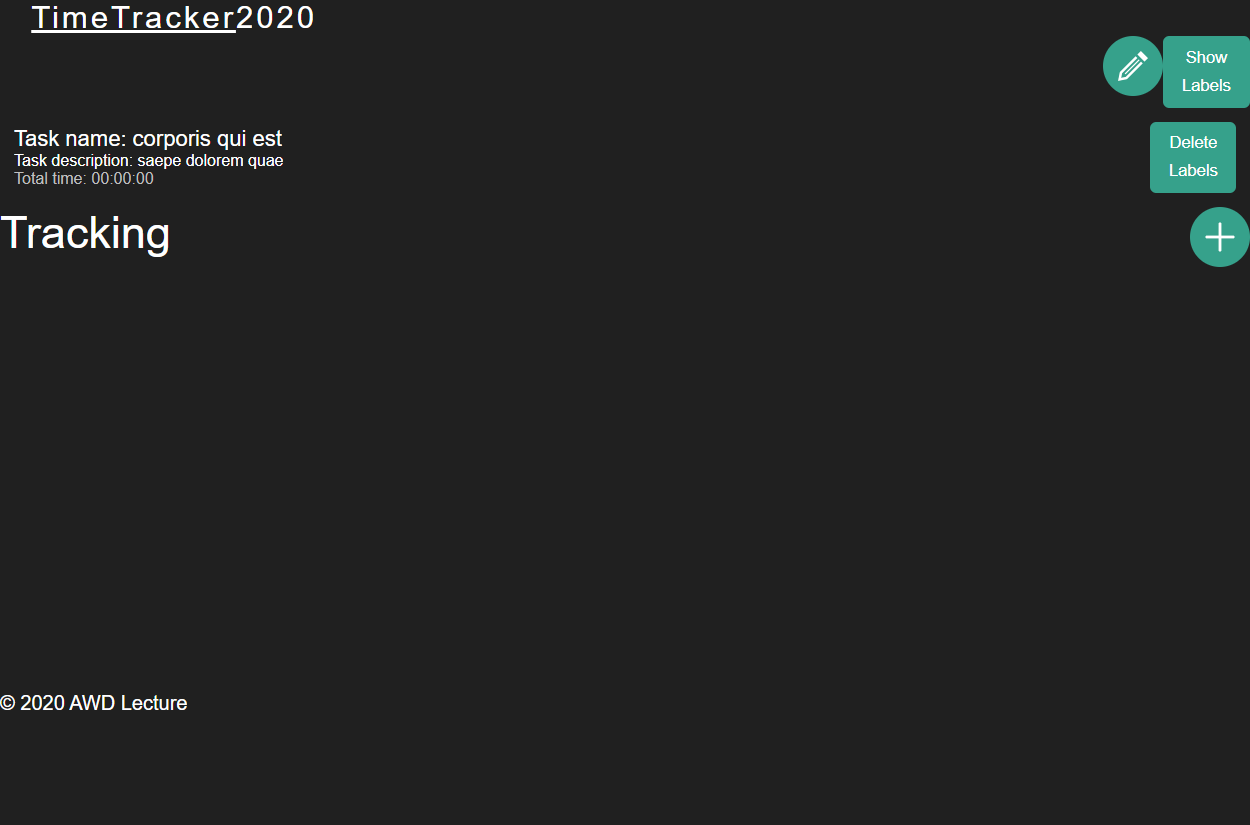 TimeTracker2020
Show
Labels
Task name: corporis qui est
Task description: saepe dolorem quae
Total time: 00:00:00
Delete
Labels
Tracking
© 2020 AWD Lecture